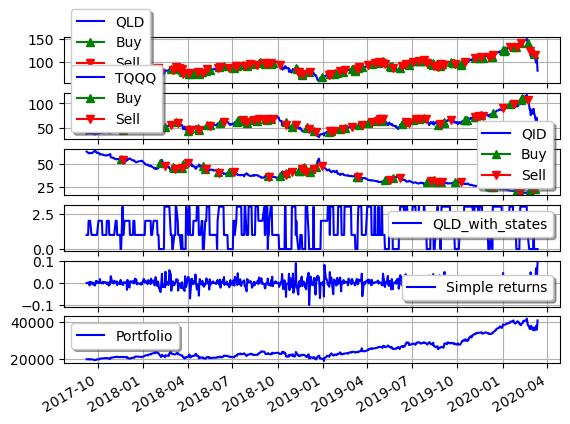 QLD
Buy
Sell
150
100
TQQQ
Buy
Sell
100
50
QID
Buy
Sell
50
25
QLD_with_states
2.5
0.0
Simple returns
0.1
0.0
−0.1
Portfolio
40000
20000
2017-10
2018-01
2018-04
2018-07
2018-10
2019-01
2019-04
2019-07
2019-10
2020-01
2020-04